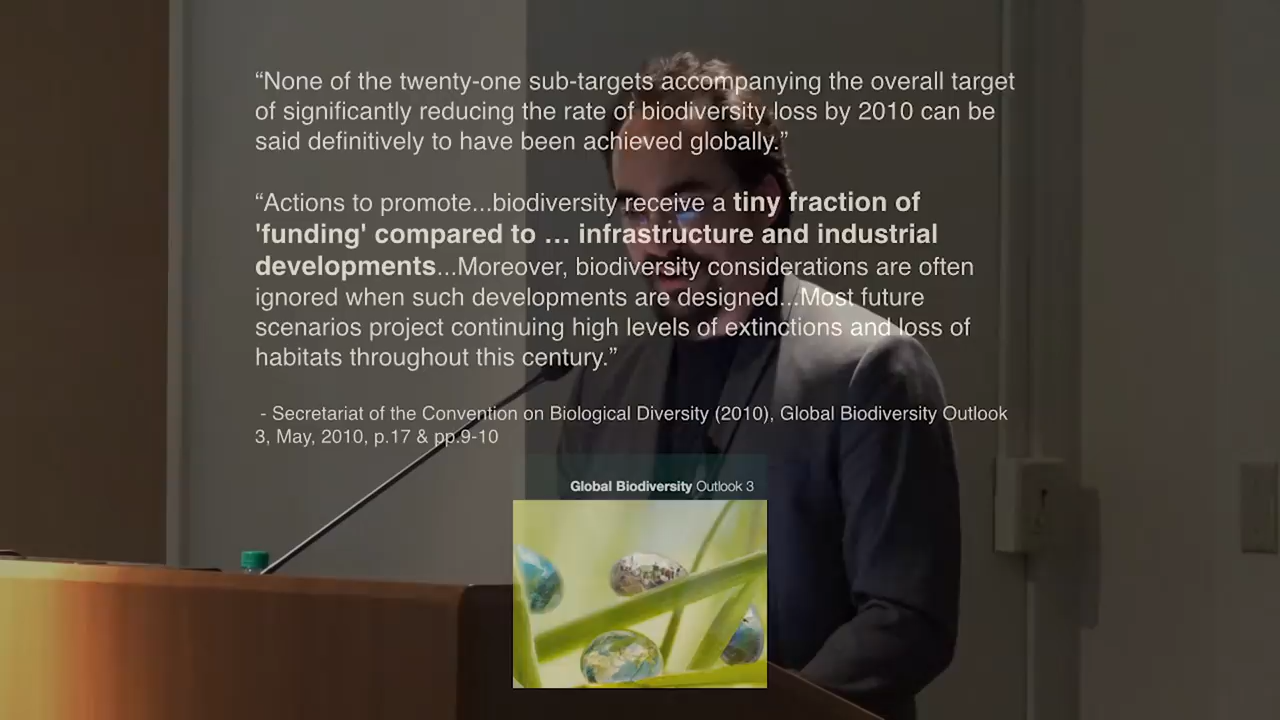 “None of the twenty-one sub-targets accompanying the overall target
of significantly reducing the rate of biodiversity loss by 2010 can be
said definitively to have been achieved globally.”
“Actions to promote...biodiversity receive a tiny fraction of
'funding' compared to ... infrastructure and industrial
developments...Moreover, biodiversity considerations are often
ignored when such developments are designed...Most future
scenarios project continuing high levels of extinctions and loss of
habitats throughout this century.”
- Secretariat of the Convention on Biological Diversity (2010), Global Biodiversity Outlook
3, May, 2010, p.17 & pp.9-10
Global Biodiversity Outlook 3